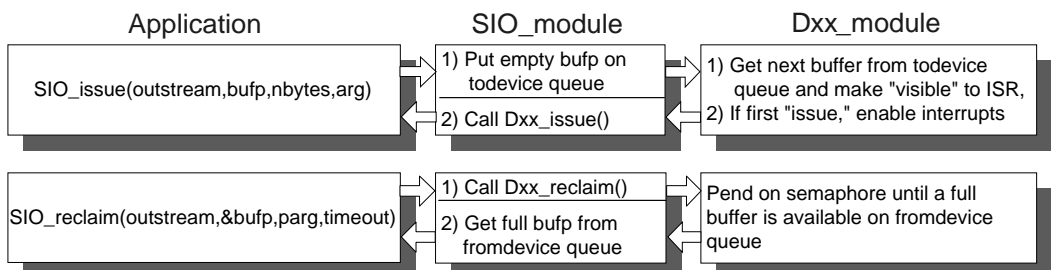 Application
SIO_module
Dxx_module
SIO_issue(outstream,bufp,nbytes,arg)
1) Put empty bufp on
todevice queue
2) Call Dxx_issue()
1) Get next buffer from todevice
queue and make "visible" to ISR,
2) If first "issue," enable interrupts
SIO_reclaim(outstream,&bufp,parg,timeout)
1) Call Dxx_reclaim()
2) Get full bufp from
fromdevice queue
Pend on semaphore until a full
buffer is available on fromdevice
queue